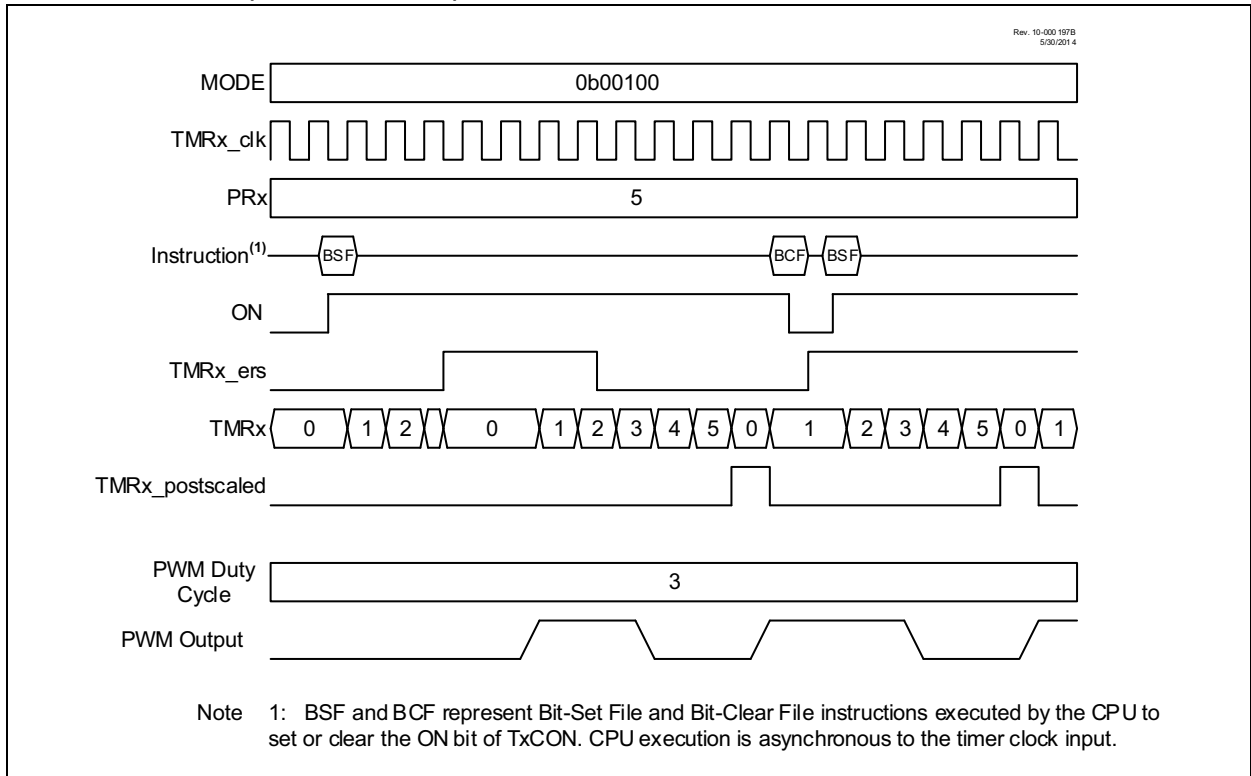 Rev. 10-000 197B
5/30/201 4
MODE 0b00100
TMRx_clk
PRx 5
Instruction(1) BSF BCF BSF
ON
TMRx_ers
TMRx 0 1 2 0 1 2 3 4 5 0 1 2 3 4 5 0 1
TMRx_postscaled
PWM Duty
Cycle 3
PWM Output
Note 1: BSF and BCF represent Bit-Set File and Bit-Clear File instructions executed by the CPU to
set or clear the ON bit of TxCON. CPU execution is asynchronous to the timer clock input.